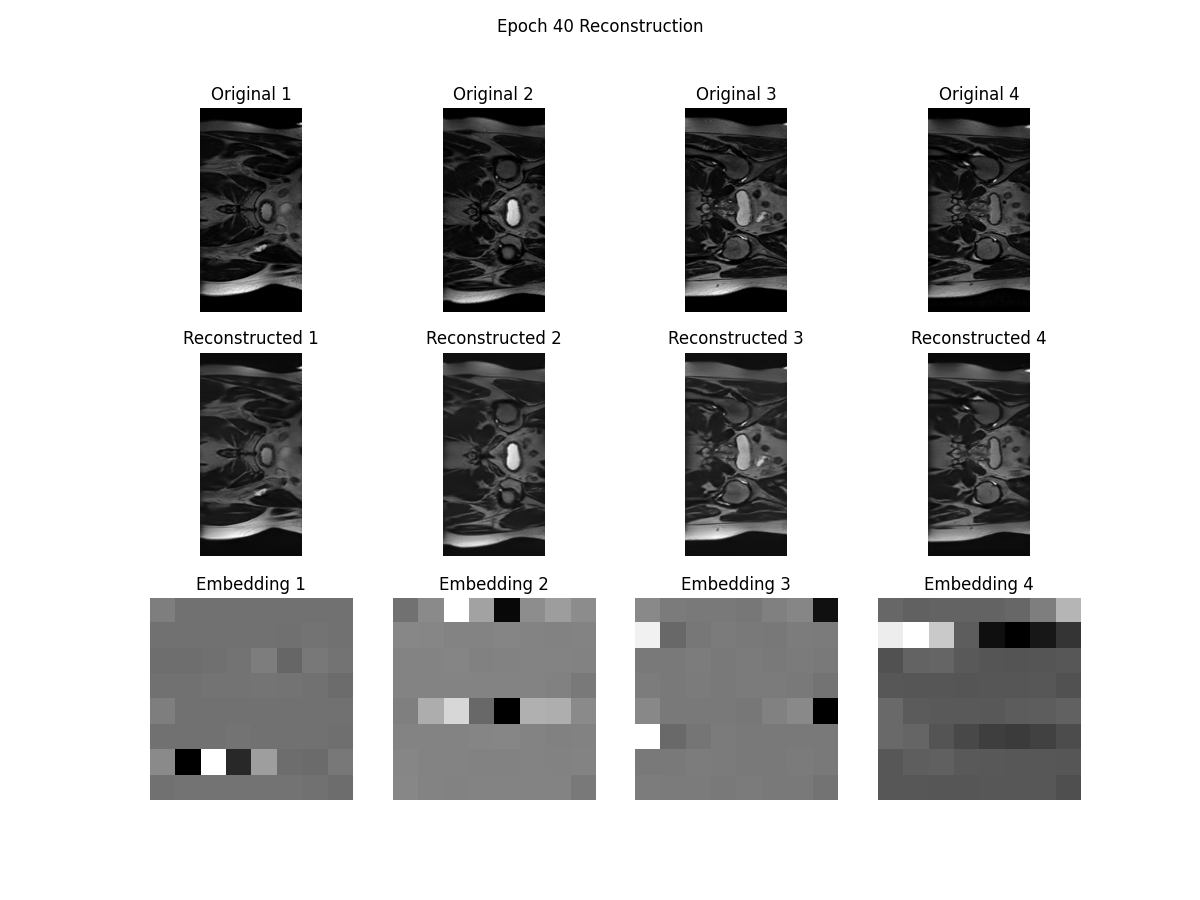 Epoch 40 Reconstruction
Original 1 Original 2 Original 3 Original 4
Reconstructed 1 Reconstructed 2 Reconstructed 3 Reconstructed 4
Embedding 1 Embedding 2 Embedding 3 Embedding 4